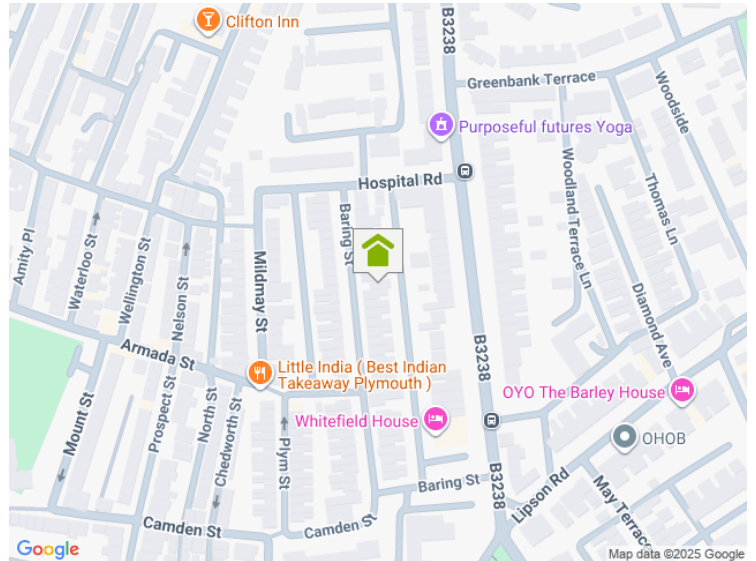 Clifton Inn
B3238
Greenbank Terrace
Woodside
Purposeful futures Yoga
Hospital Rd
Woodland Terrace Ln
Thomas Ln
Baring St
Amity Pl
Waterloo St
Wellington St
Nelson St
Mildmay St
Diamond Ave
Armada St
B3238
Little India ( Best Indian
Takeaway Plymouth )
OYO The Barley House
Whitefield House
Mount St
Prospect St
North St
Chedworth St
Plym St
OHOB
Baring St
B3238
Lipson Rd
May Terrace
Camden St
Camden St
Google
Map data ©2025 Google